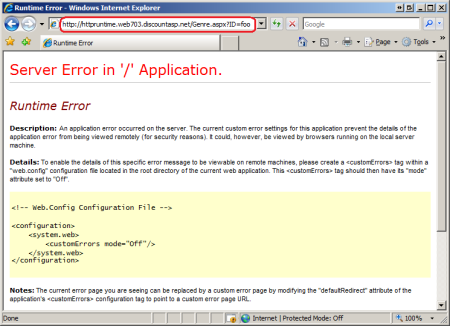 Runtime Error - Windows Internet Explorer
http://httpruntime.web703.discountasp.net/Genre.aspx?ID=foo
Google
Runtime Error
Page
Tools
Server Error in '/' Application.
Runtime Error
Description: An application error occurred on the server. The current custom error settings for this application prevent the details of the
application error from being viewed remotely (for security reasons). It could, however, be viewed by browsers running on the local server
machine.
Details: To enable the details of this specific error message to be viewable on remote machines, please create a <customErrors> tag within a
"web.config" configuration file located in the root directory of the current web application. This <customErrors> tag should then have its "mode"
attribute set to "Off".
<!-- Web.Config Configuration File -->
<configuration>
<system.web>
<customErrors mode="Off"/>
</system.web>
</configuration>
Notes: The current error page you are seeing can be replaced by a custom error page by modifying the "defaultRedirect" attribute of the
application's <customErrors> configuration tag to point to a custom error page URL.
Done
Internet | Protected Mode: Off
100%